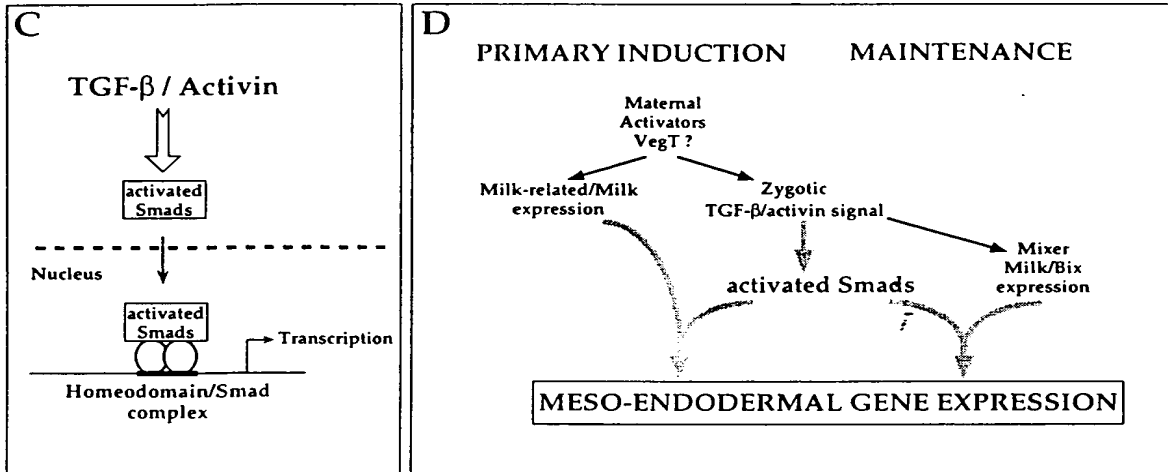 C
TGF-β / Activin
activated
Smads
Nucleus
activated
Smads
Transcription
Homeodomain/Smad
complex
D
PRIMARY INDUCTION
MAINTENANCE
Maternal
Activators
VegT ?
Milk-related/Milk
expression
Zygotic
TGF-β/activin signal
Mixer
Milk/Bix
expression
activated Smads
MESO-ENDODERMAL GENE EXPRESSION